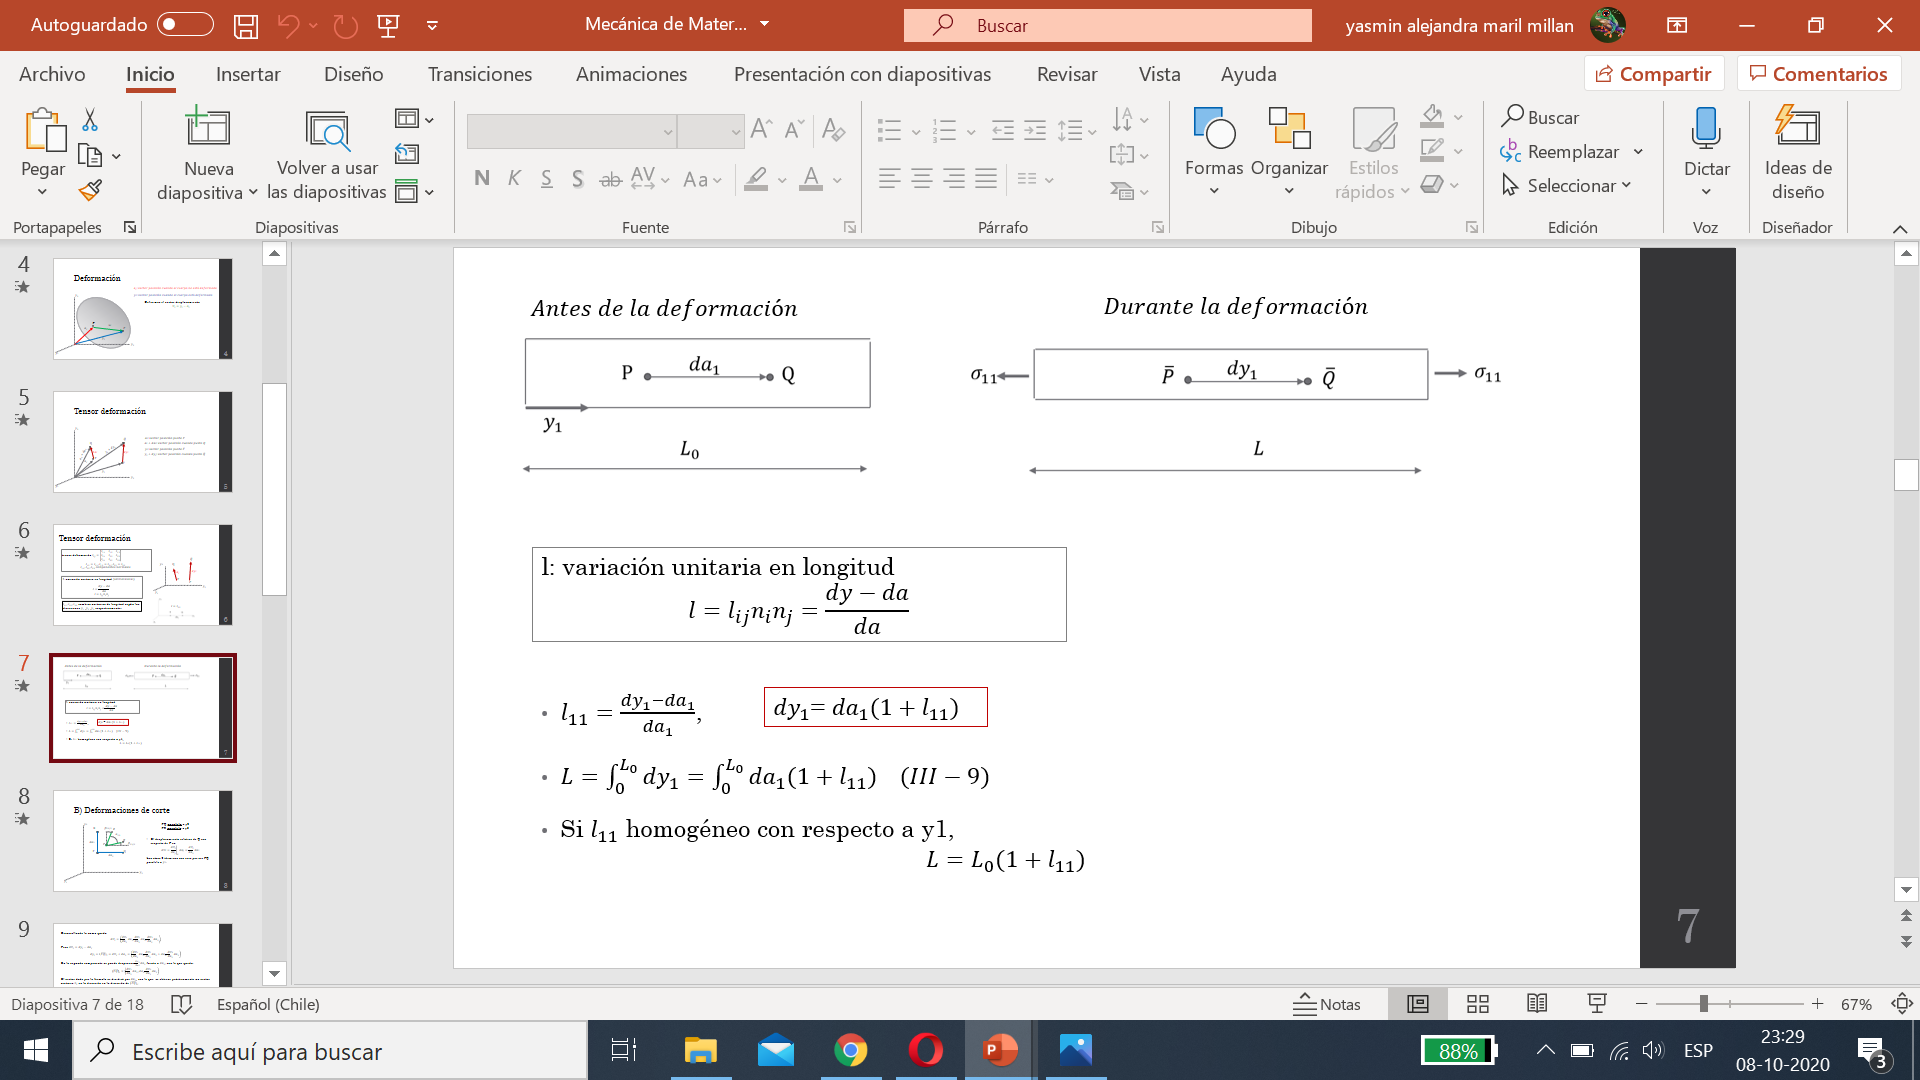 Autoguardado
Mecánica de Mater...
Buscar
yasmin alejandra maril millan
Archivo Inicio Insertar Diseño Transiciones Animaciones Presentación con diapositivas Revisar Vista Ayuda Compartir Comentarios
Pegar
Nueva diapositiva
Volver a usar las diapositivas
N K S S ab AV Aa A
Formas
Organizar
Estilos rápidos
Buscar
Reemplazar
Seleccionar
Dictar
Ideas de diseño
Portapapeles Diapositivas Fuente Párrafo Dibujo Edición Voz Diseñador
4
Deformación
5
Tensor deformación
6
Tensor deformación
7
8
B) Deformaciones de corte
9
Antes de la deformación
Durante la deformación
P da₁ Q
y₁
L₀
σ₁₁ P̄ dy₁ Q̄ σ₁₁
L
l: variación unitaria en longitud
l = lᵢⱼnᵢnⱼ = (dy − da)/da
• l₁₁ = (dy₁−da₁)/da₁, dy₁= da₁(1 + l₁₁)
• L = ∫₀^L₀ dy₁ = ∫₀^L₀ da₁(1 + l₁₁) (III − 9)
• Si l₁₁ homogéneo con respecto a y1,
L = L₀(1 + l₁₁)
7
Diapositiva 7 de 18 Español (Chile) Notas 67%
Escribe aquí para buscar
88%
ESP
23:29
08-10-2020
3